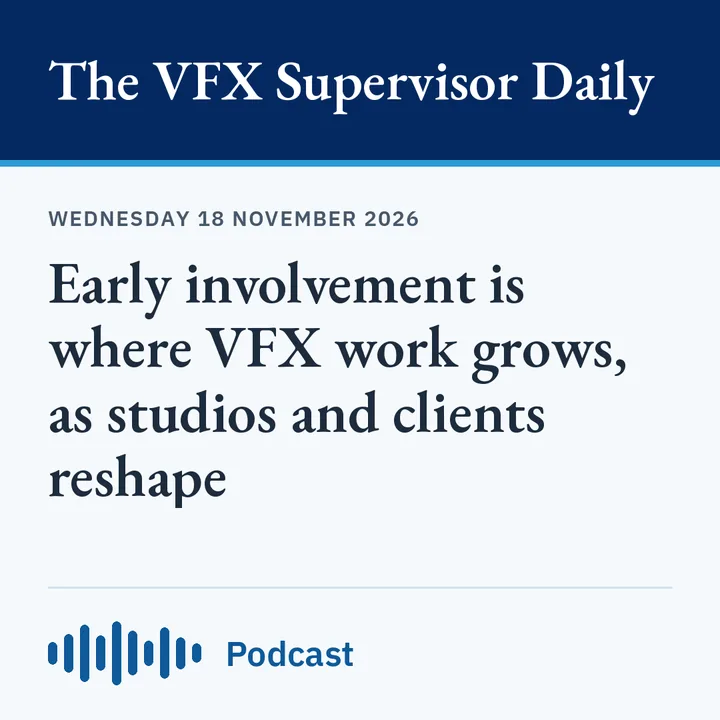 The VFX Supervisor Daily
WEDNESDAY 18 NOVEMBER 2026
Early involvement is
where VFX work grows,
as studios and clients
reshape
Podcast